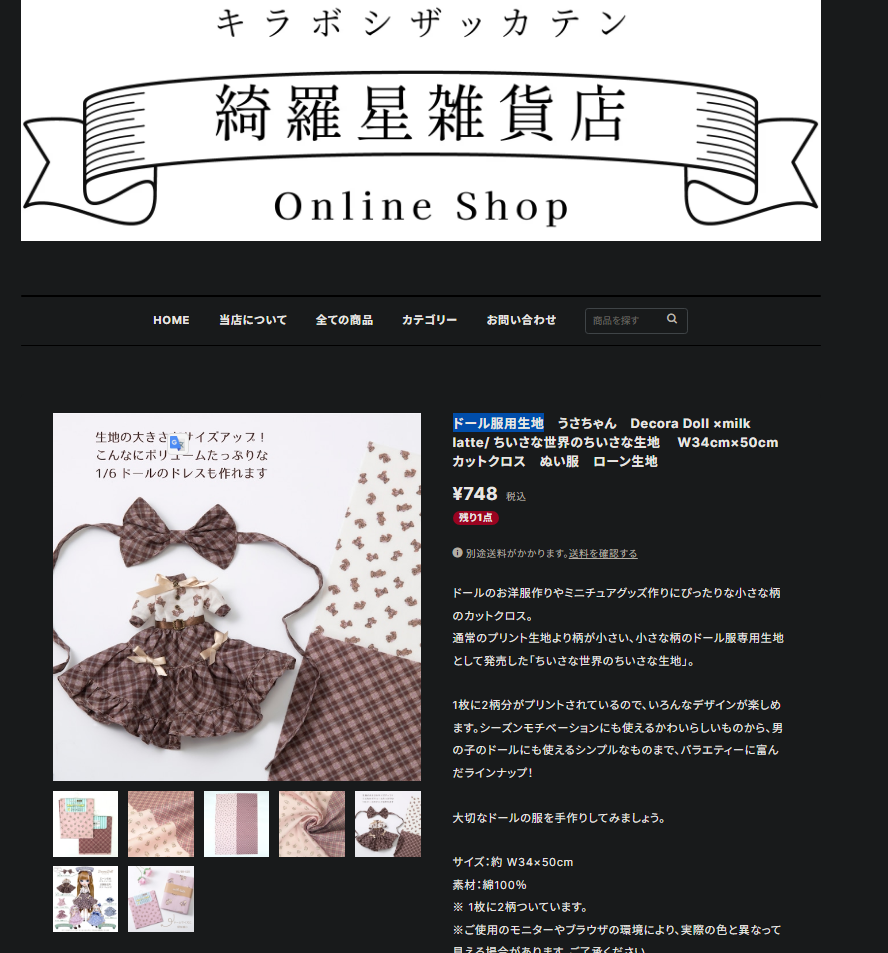 キラボシザッカテン
綺羅星雑貨店
Online Shop
HOME 当店について 全ての商品 カテゴリー お問い合わせ 商品を探す
生地の大きさ サイズアップ！
こんなにボリュームたっぷりな
1/6 ドールのドレスも作れます
ドール服用生地　うさちゃん　Decora Doll ×milk
latte/ ちいさな世界のちいさな生地　 W34cm×50cm
カットクロス　ぬい服　ローン生地
¥748 税込
残り1点
別途送料がかかります。送料を確認する
ドールのお洋服作りやミニチュアグッズ作りにぴったりな小さな柄
のカットクロス。
通常のプリント生地より柄が小さい、小さな柄のドール服専用生地
として発売した「ちいさな世界のちいさな生地」。
1枚に2柄分がプリントされているので、いろんなデザインが楽しめ
ます。シーズンモチベーションにも使えるかわいらしいものから、男
の子のドールにも使えるシンプルなものまで、バラエティーに富ん
だラインナップ！
大切なドールの服を手作りしてみましょう。
サイズ：約 W34×50cm
素材：綿100％
※ 1枚に2柄ついています。
※ご使用のモニターやブラウザの環境により、実際の色と異なって
見える場合があります。ご了承ください